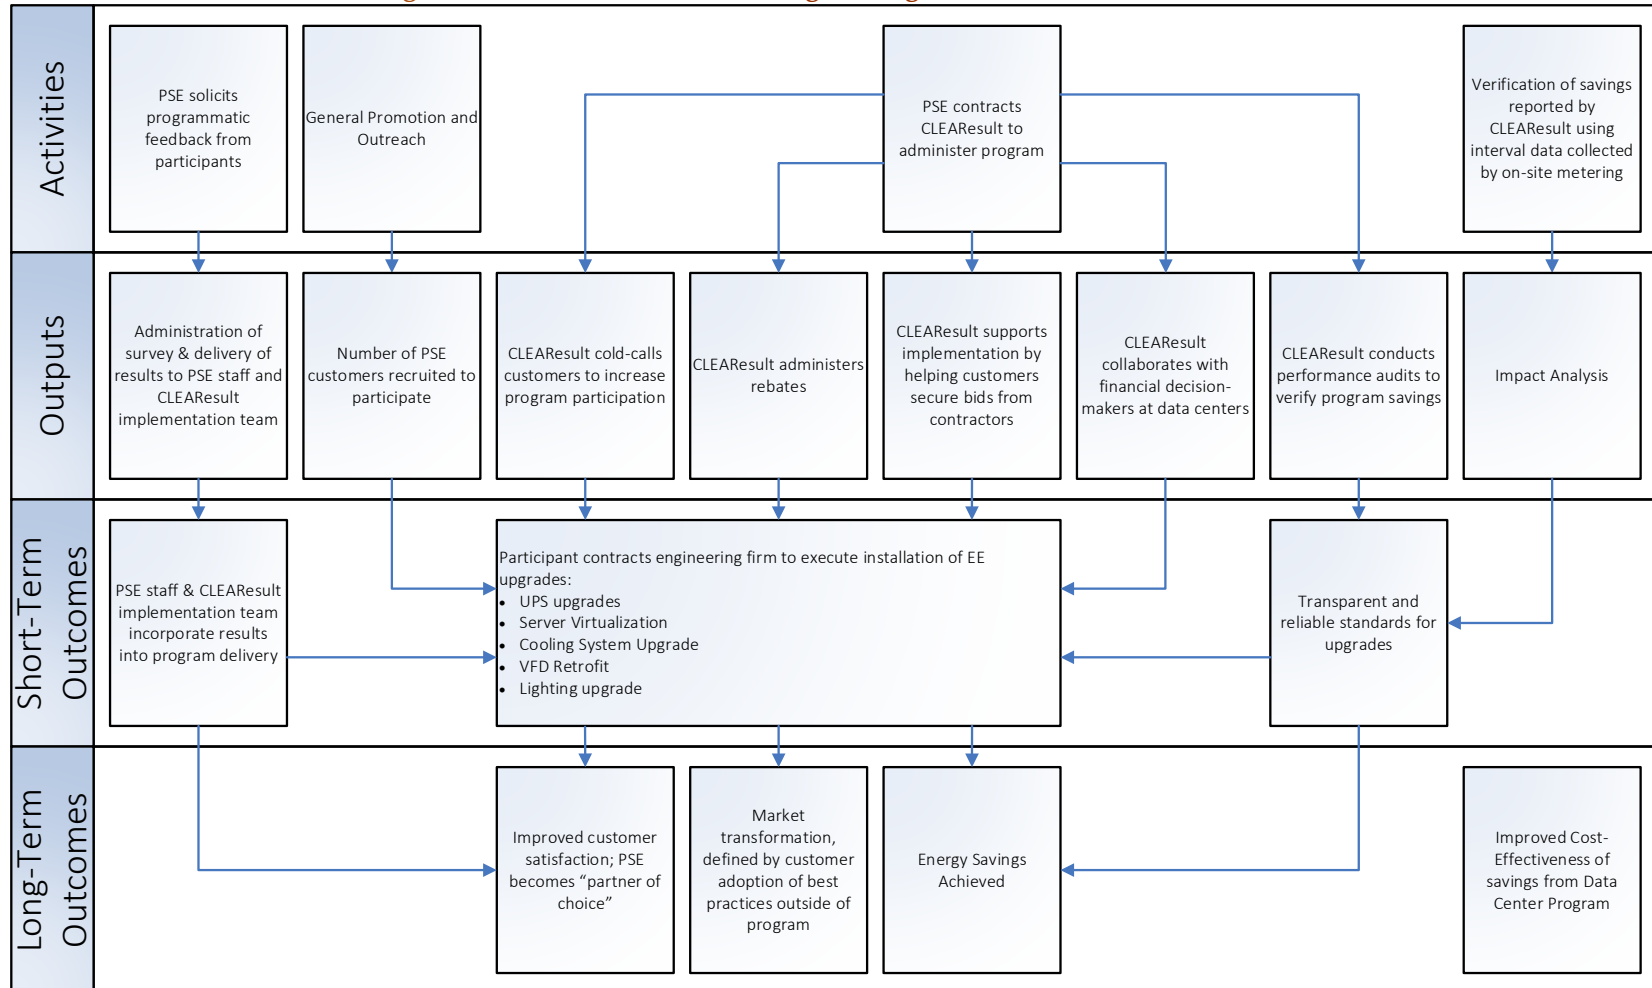 Activities
PSE solicits
programmatic
feedback from
participants
General Promotion and
Outreach
PSE contracts
CLEAResult to
administer program
Verification of savings
reported by
CLEAResult using
interval data collected
by on-site metering
Outputs
Administration of
survey & delivery of
results to PSE staff and
CLEAResult
implementation team
Number of PSE
customers recruited to
participate
CLEAResult cold-calls
customers to increase
program participation
CLEAResult administers
rebates
CLEAResult supports
implementation by
helping customers
secure bids from
contractors
CLEAResult
collaborates with
financial decision-
makers at data centers
CLEAResult conducts
performance audits to
verify program savings
Impact Analysis
Short-Term
Outcomes
PSE staff & CLEAResult
implementation team
incorporate results
into program delivery
Participant contracts engineering firm to execute installation of EE
upgrades:
• UPS upgrades
• Server Virtualization
• Cooling System Upgrade
• VFD Retrofit
• Lighting upgrade
Transparent and
reliable standards for
upgrades
Long-Term
Outcomes
Improved customer
satisfaction; PSE
becomes “partner of
choice”
Market
transformation,
defined by customer
adoption of best
practices outside of
program
Energy Savings
Achieved
Improved Cost-
Effectiveness of
savings from Data
Center Program